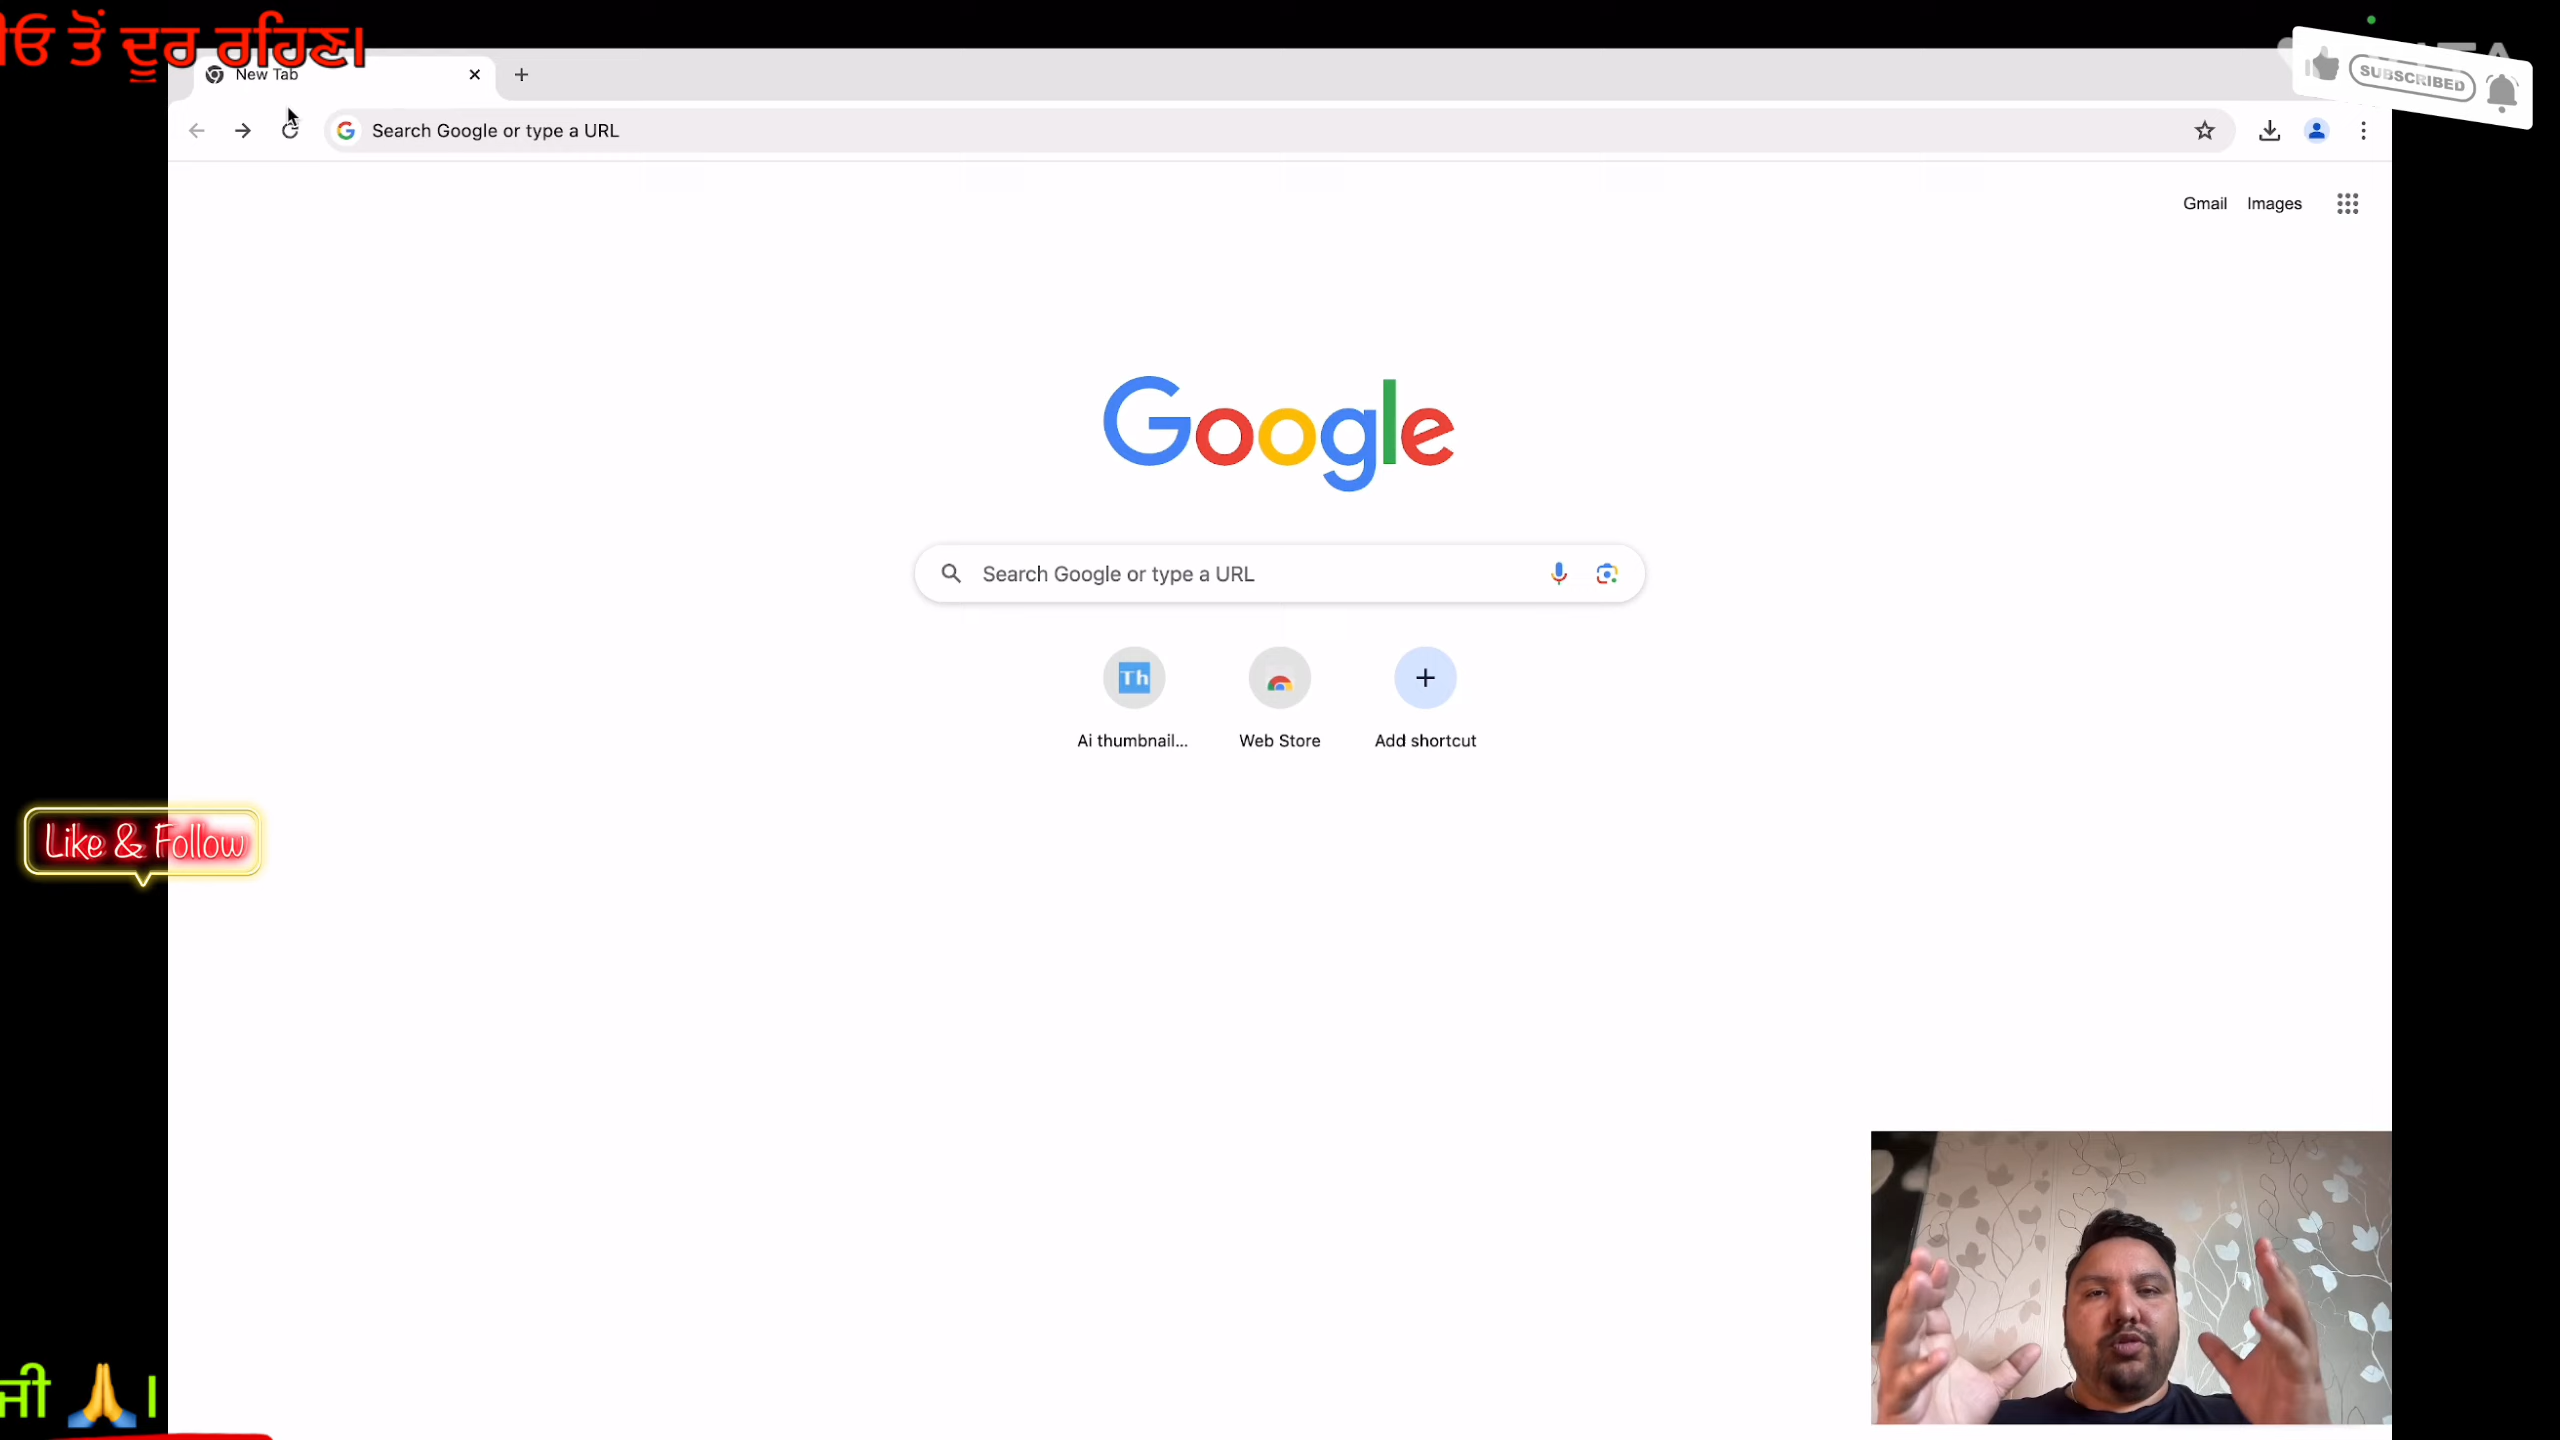 ਤੋਂ ਦੂਰ ਰਹਿਣ।
SUBSCRIBED
New Tab
Search Google or type a URL
Gmail Images
Google
Search Google or type a URL
Th
Ai thumbnail...
Web Store
Add shortcut
Like & Follow
ਜੀ 🙏।